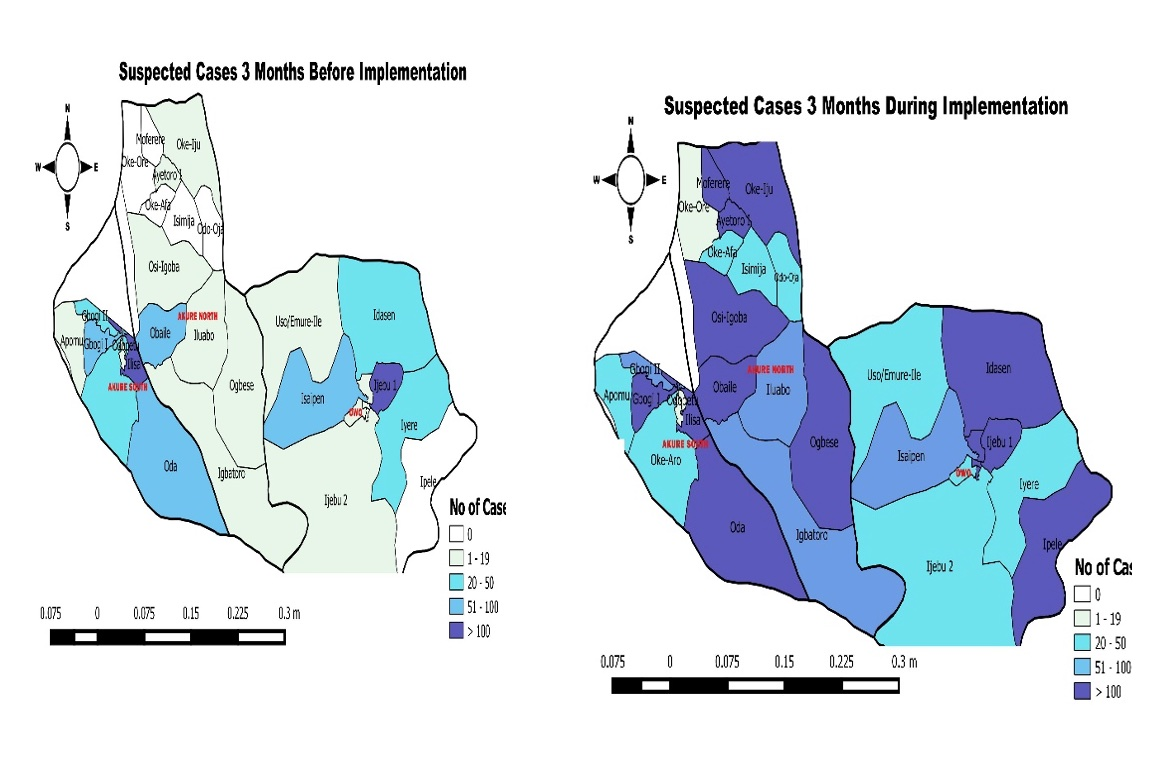 Suspected Cases 3 Months Before Implementation
N
W
E
S
Moferere
Oke-Iju
Oke-Ore
Ayetoro 1
Oke-Afa
Isimija
Odo-Oja
Osi-Igoba
Gbogi II
AKURE NORTH
Obaile
Iluabo
Uso/Emure-Ile
Idasen
Apomu
Gbogi I
Ilisa
AKURE SOUTH
Ogbese
Isaipen
Ijebu 1
OWO
Iyere
Oda
Igbatoro
Ijebu 2
Ipele
No of Case
0
1 - 19
20 - 50
51 - 100
> 100
0.075 0 0.075 0.15 0.225 0.3 m
Suspected Cases 3 Months During Implementation
N
W
E
S
Moferere
Oke-Iju
Oke-Ore
Ayetoro 1
Oke-Afa
Isimija
Odo-Oja
Osi-Igoba
Gbogi II
AKURE NORTH
Obaile
Iluabo
Uso/Emure-Ile
Idasen
Apomu
Gbogi I
Ilisa
AKURE SOUTH
Oke-Aro
Ogbese
Isaipen
Ijebu 1
OWO
Iyere
Oda
Igbatoro
Ijebu 2
Ipele
No of Cas
0
1 - 19
20 - 50
51 - 100
> 100
0.075 0 0.075 0.15 0.225 0.3 m